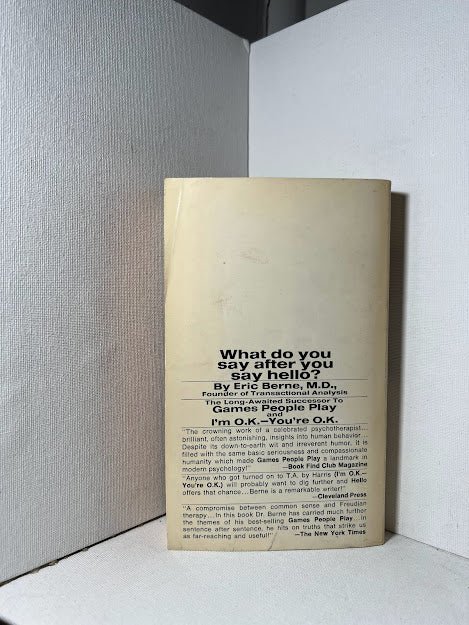 What do you
say after you
say hello?
By Eric Berne, M.D.,
Founder of Transactional Analysis
The Long-Awaited Successor To
Games People Play
and
I'm O.K.—You're O.K.
"The crowning work of a celebrated psychotherapist...
brilliant, often astonishing, insights into human behavior...
Despite its down-to-earth wit and irreverent humor, it is
filled with the same basic seriousness and compassionate
humanity which made Games People Play a landmark in
modern psychology!" —Book Find Club Magazine
"Anyone who got turned on to T.A. by Harris (I'm O.K.—
You're O.K.) will probably want to dig further and Hello
offers that chance...Berne is a remarkable writer!"
—Cleveland Press
"A compromise between common sense and Freudian
therapy...In this book Dr. Berne has carried much further
the themes of his best-selling Games People Play...in
sentence after sentence, he hits on truths that strike us
as far-reaching and useful!" —The New York Times